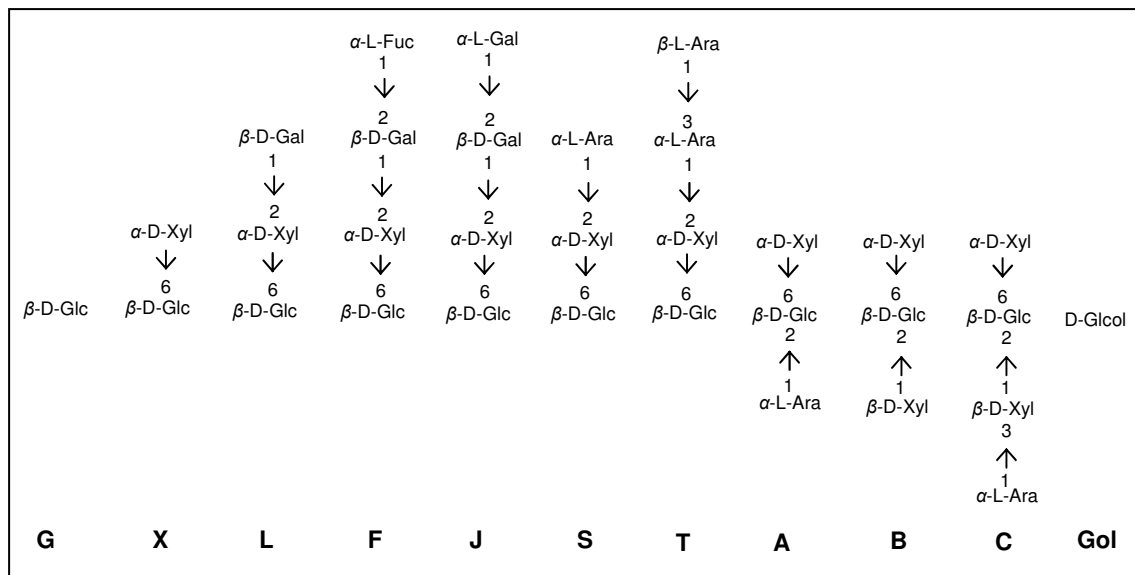 α-L-Fuc α-L-Gal β-L-Ara
1 1 1
2 2 3
β-D-Gal β-D-Gal β-D-Gal α-L-Ara α-L-Ara
1 1 1 1 1
2 2 2 2 2
α-D-Xyl α-D-Xyl α-D-Xyl α-D-Xyl α-D-Xyl α-D-Xyl α-D-Xyl α-D-Xyl α-D-Xyl
6 6 6 6 6 6 6 6 6
β-D-Glc β-D-Glc β-D-Glc β-D-Glc β-D-Glc β-D-Glc β-D-Glc β-D-Glc β-D-Glc β-D-Glc D-Glcol
2 2 2
1 1 1
α-L-Ara β-D-Xyl β-D-Xyl
3
1
α-L-Ara
G X L F J S T A B C Gol